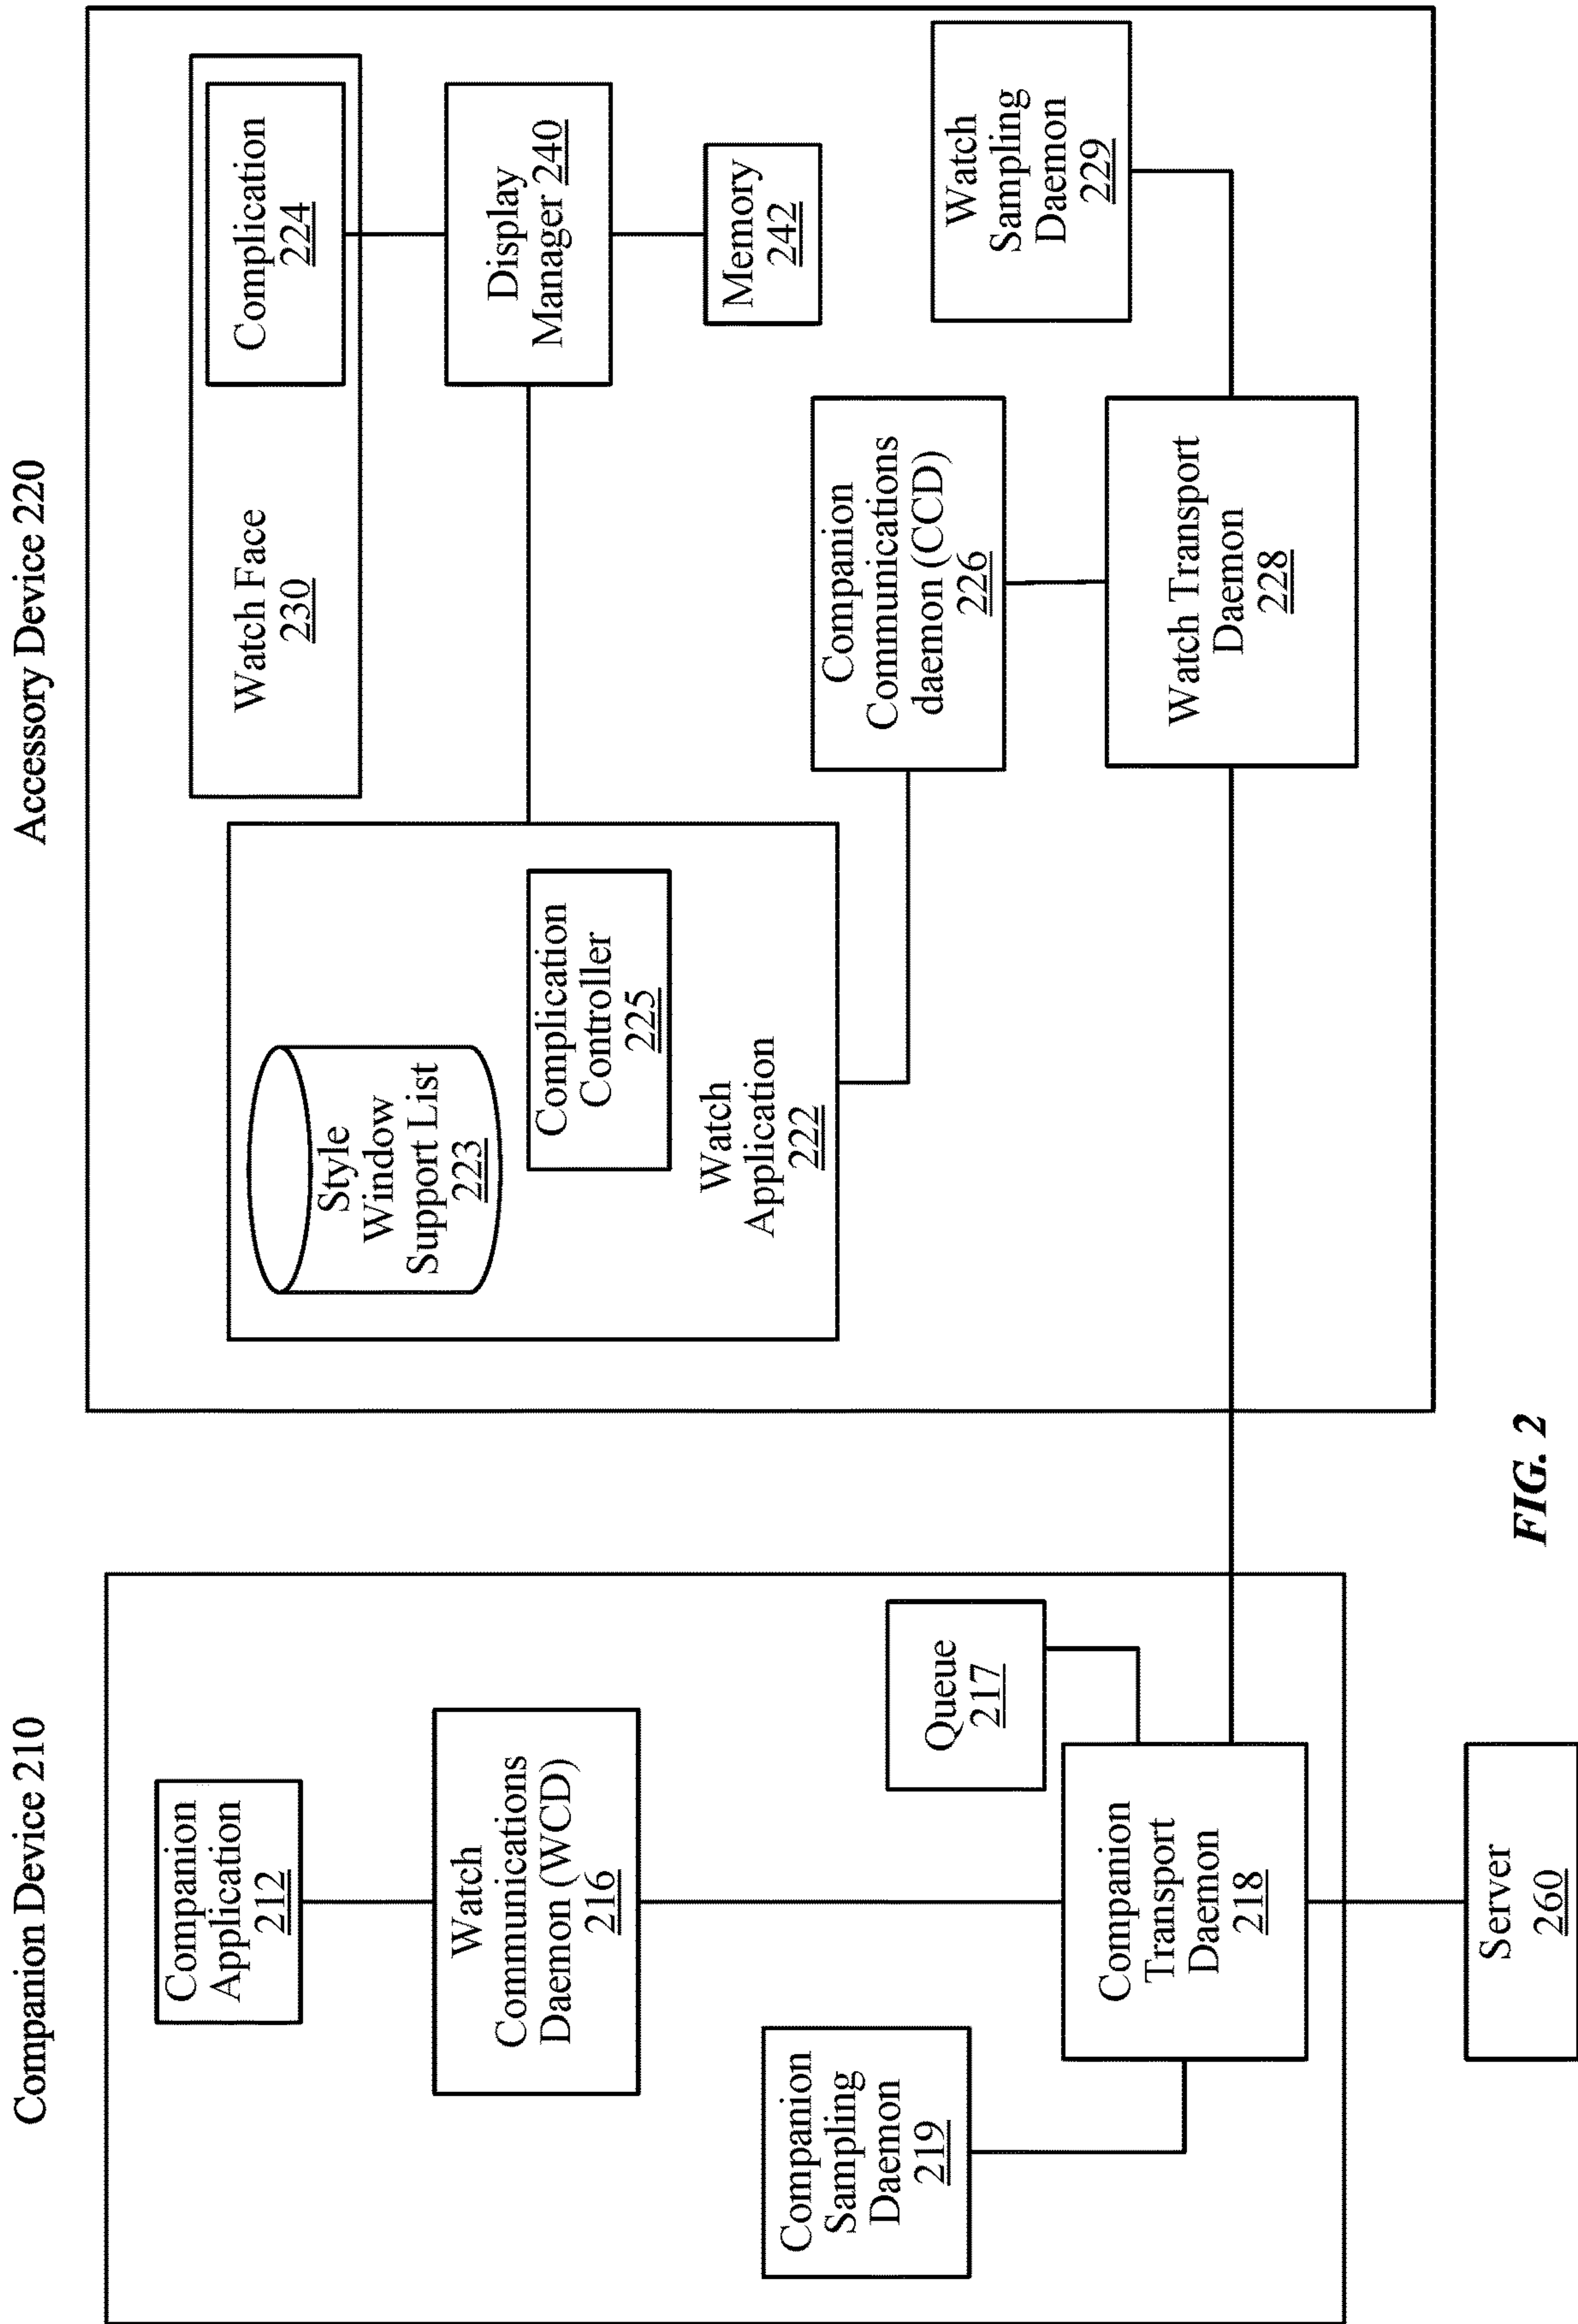 Companion Device 210
Companion
Application
212
Watch
Communications
Daemon (WCD)
216
Companion
Sampling
Daemon
219
Queue
217
Companion
Transport
Daemon
218
Server
260
Accessory Device 220
Style
Window
Support List
223
Complication
Controller
225
Watch
Application
222
Watch Face
230
Complication
224
Display
Manager 240
Memory
242
Companion
Communications
daemon (CCD)
226
Watch
Sampling
Daemon
229
Watch Transport
Daemon
228
FIG. 2